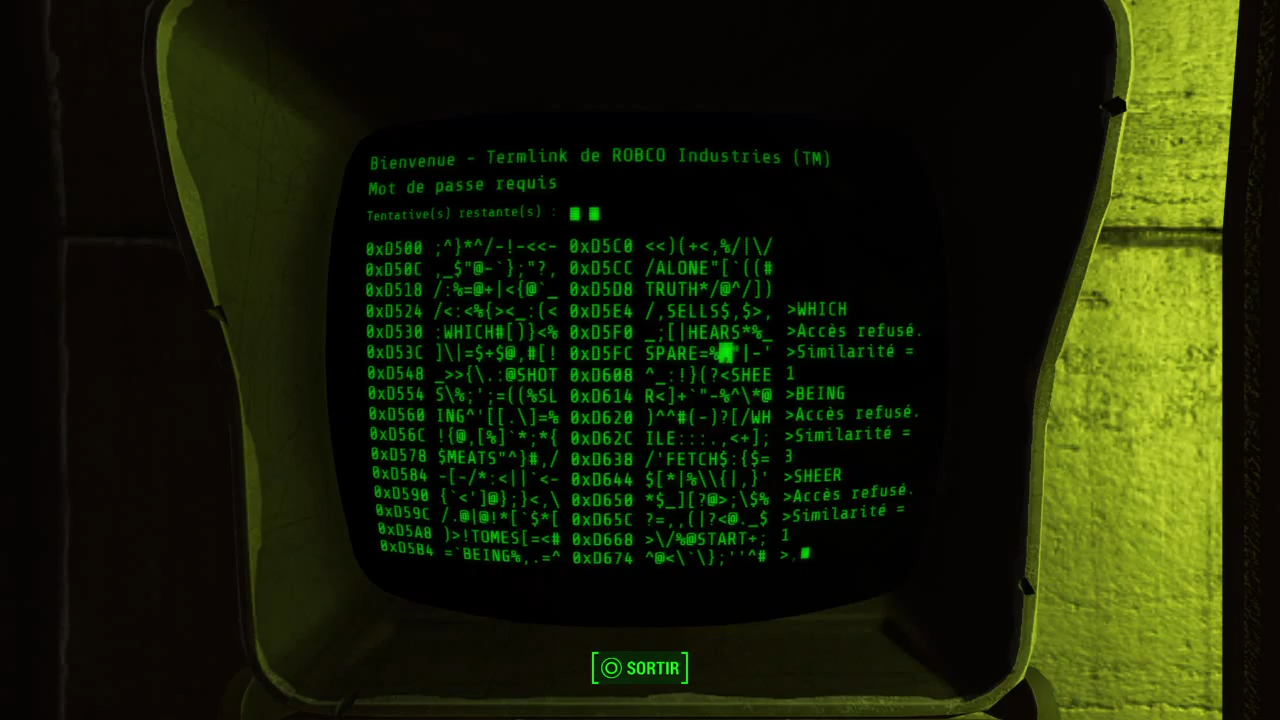 Bienvenue - Termlink de ROBCO Industries (TM)
Mot de passe requis
Tentative(s) restante(s) :
0xD500 ;^}*^/-!-<<- 0xD5C0 <<)(+<,%/|\/
0xD50C ,_$"@-`};"?, 0xD5CC /ALONE"[`((#
0xD518 /:%=@+|<{@`_ 0xD5D8 TRUTH*/@^/])
0xD524 /<:<%{><_:(< 0xD5E4 /,SELLS$,$>, >WHICH
0xD530 :WHICH#[)}<% 0xD5F0 _;[|HEARS*%_ >Accès refusé.
0xD53C ]\|=$+$@,#[! 0xD5FC SPARE=%,"|-' >Similarité =
0xD548 _>>{\.:@SHOT 0xD608 ^_:!}(?<SHEE 1
0xD554 S\%;';=((%SL 0xD614 R<]+`"-%^\*@ >BEING
0xD560 ING^'[[.\]=% 0xD620 )^^#(-)?[/WH >Accès refusé.
0xD56C !{@,[%]`*;*{ 0xD62C ILE:::.,<+]; >Similarité =
0xD578 $MEATS"^}#,/ 0xD638 /'FETCH$:{$= 3
0xD584 -[-/*:<||`<- 0xD644 $[*|%\\{|,}' >SHEER
0xD590 {`<']@};}<,\ 0xD650 *$_][?@>;\$% >Accès refusé.
0xD59C /.@|@!*[`$*[ 0xD65C ?=,,(|?<@._$ >Similarité =
0xD5A8 )>!TOMES[=<# 0xD668 >\/%@START+; 1
0xD5B4 =`BEING%,.=^ 0xD674 ^@<\`\};''^# >,
SORTIR